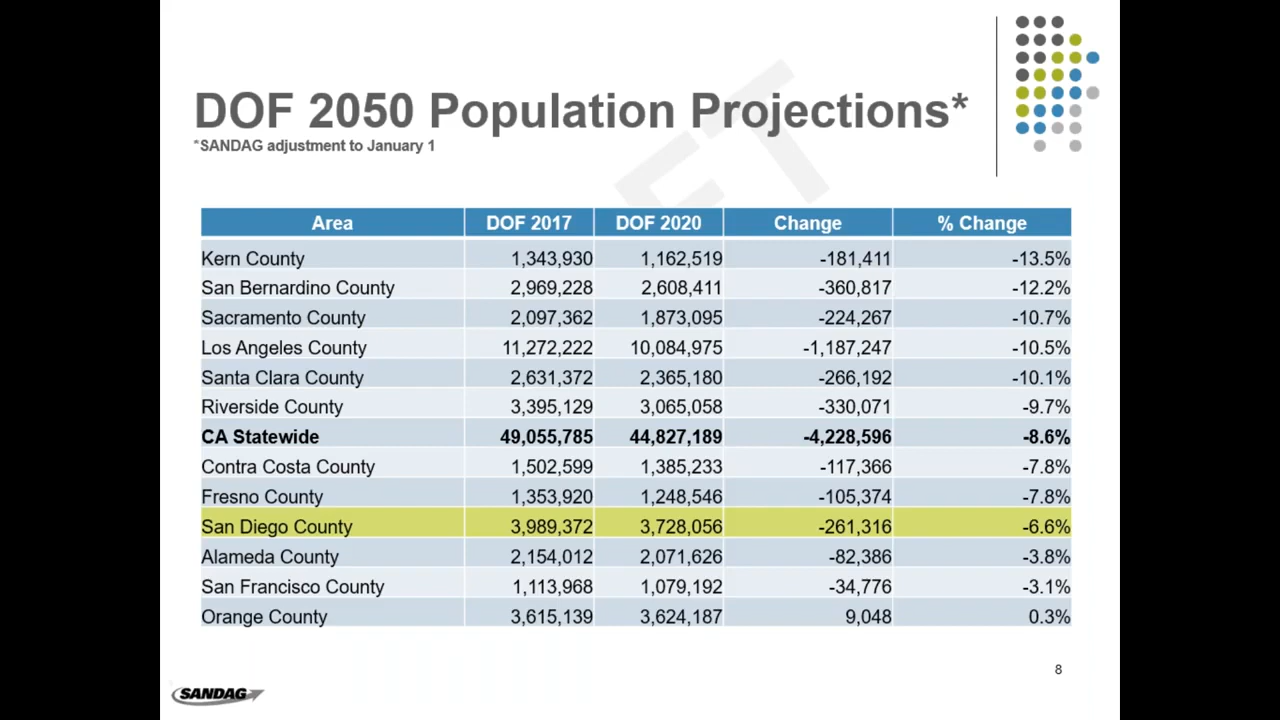 DOF 2050 Population Projections*
*SANDAG adjustment to January 1
Area DOF 2017 DOF 2020 Change % Change
Kern County 1,343,930 1,162,519 -181,411 -13.5%
San Bernardino County 2,969,228 2,608,411 -360,817 -12.2%
Sacramento County 2,097,362 1,873,095 -224,267 -10.7%
Los Angeles County 11,272,222 10,084,975 -1,187,247 -10.5%
Santa Clara County 2,631,372 2,365,180 -266,192 -10.1%
Riverside County 3,395,129 3,065,058 -330,071 -9.7%
CA Statewide 49,055,785 44,827,189 -4,228,596 -8.6%
Contra Costa County 1,502,599 1,385,233 -117,366 -7.8%
Fresno County 1,353,920 1,248,546 -105,374 -7.8%
San Diego County 3,989,372 3,728,056 -261,316 -6.6%
Alameda County 2,154,012 2,071,626 -82,386 -3.8%
San Francisco County 1,113,968 1,079,192 -34,776 -3.1%
Orange County 3,615,139 3,624,187 9,048 0.3%
8
SANDAG